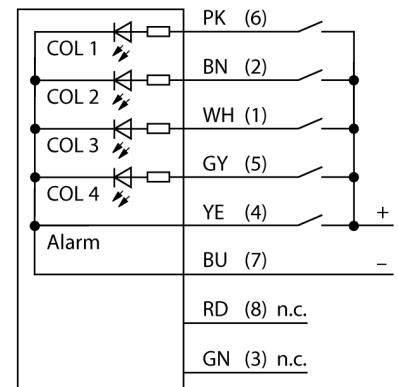 PK (6)
COL 1
BN (2)
COL 2
WH (1)
COL 3
GY (5)
COL 4
YE (4)
+
Alarm
BU (7)
–
RD (8) n.c.
GN (3) n.c.